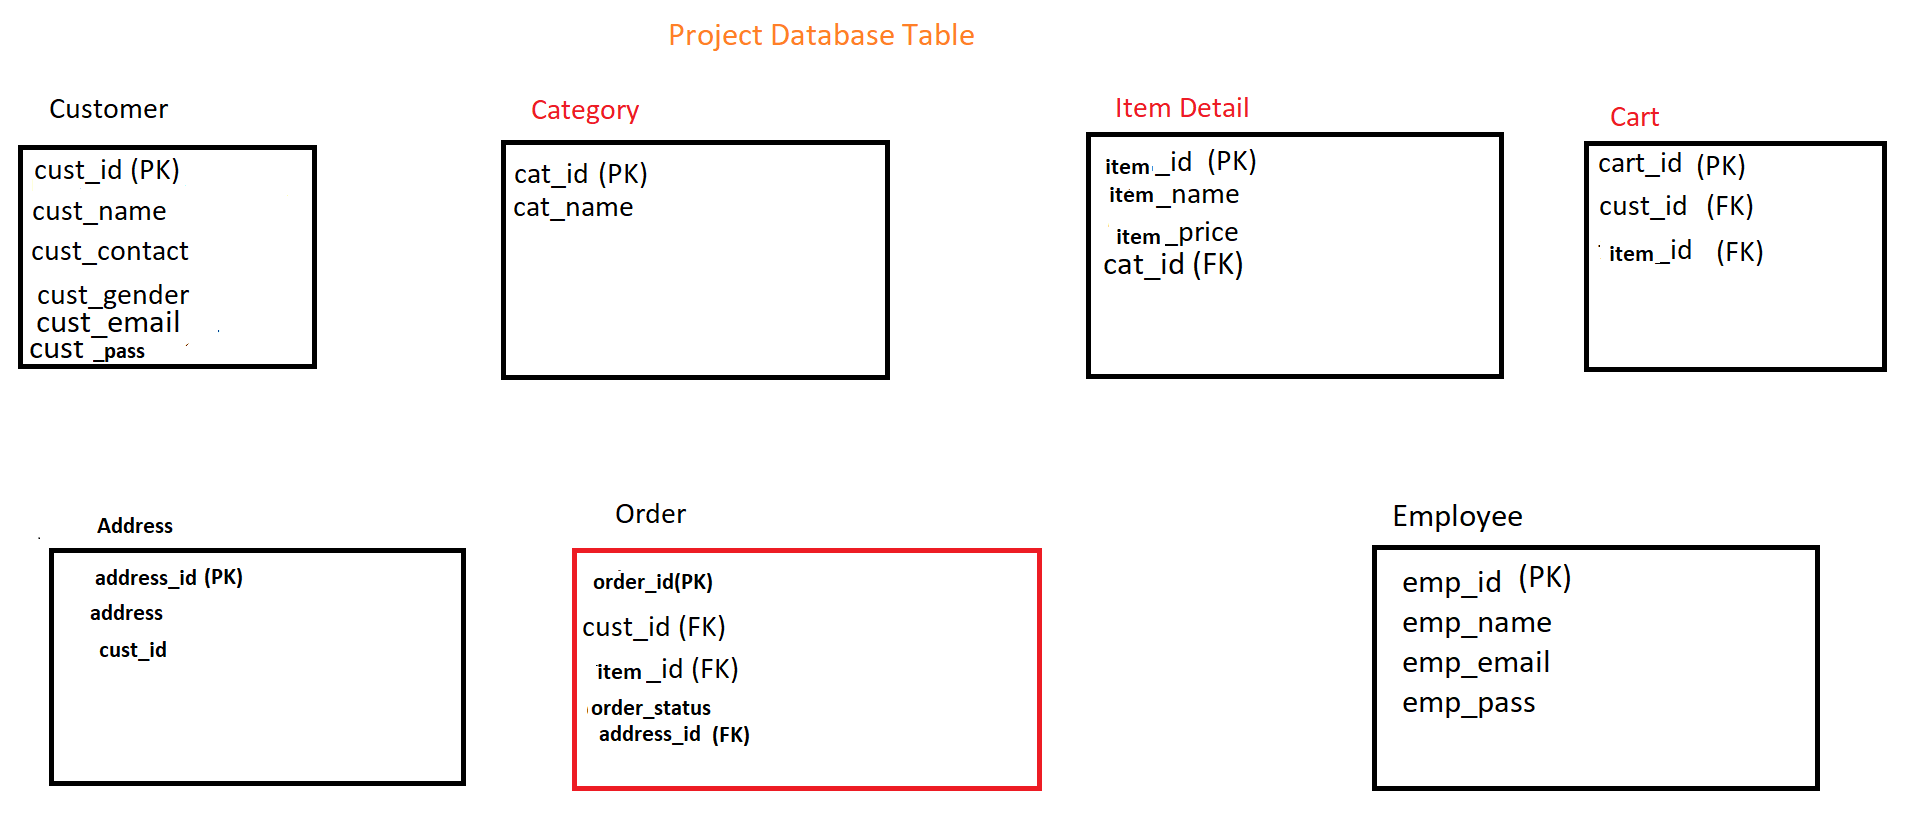 Project Database Table
Customer
cust_id (PK)
cust_name
cust_contact
cust_gender
cust_email
cust _pass
Category
cat_id (PK)
cat_name
Item Detail
item_id (PK)
item_name
item_price
cat_id (FK)
Cart
cart_id (PK)
cust_id (FK)
item_id (FK)
Address
address_id (PK)
address
cust_id
Order
order_id(PK)
cust_id (FK)
item_id (FK)
order_status
address_id (FK)
Employee
emp_id (PK)
emp_name
emp_email
emp_pass